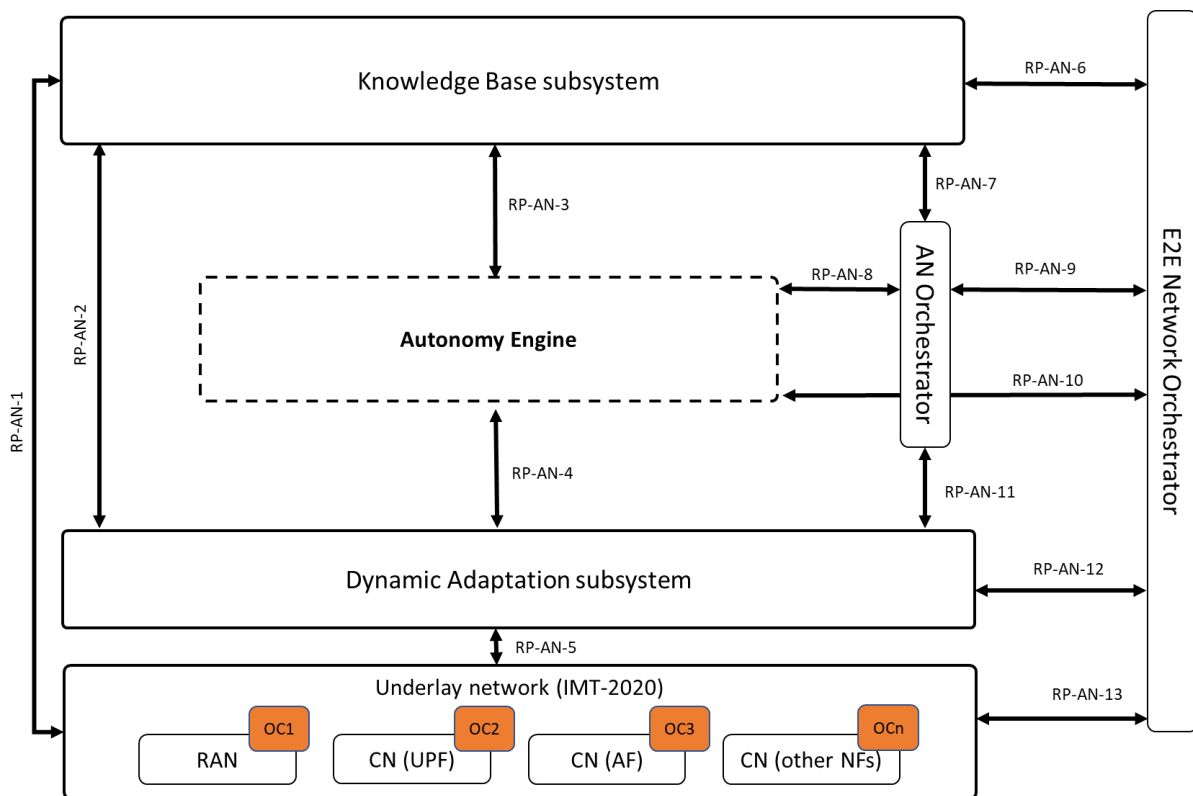 Knowledge Base subsystem
RP-AN-6
RP-AN-7
RP-AN-3
RP-AN-8
RP-AN-9
RP-AN-2
Autonomy Engine
AN Orchestrator
E2E Network Orchestrator
RP-AN-10
RP-AN-1
RP-AN-4
RP-AN-11
Dynamic Adaptation subsystem
RP-AN-12
RP-AN-5
Underlay network (IMT-2020)
RP-AN-13
OC1
OC2
OC3
OCn
RAN
CN (UPF)
CN (AF)
CN (other NFs)